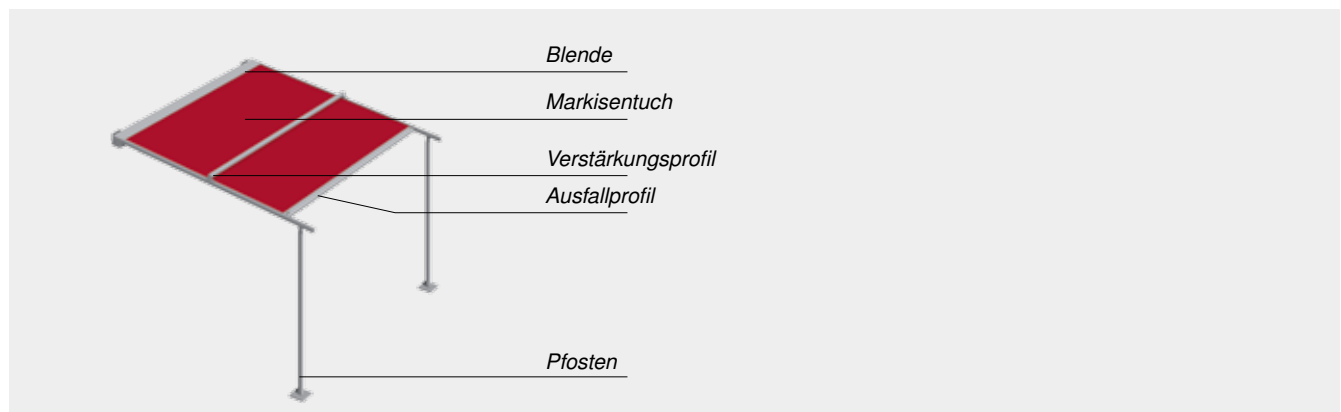 Blende
Markisentuch
Verstärkungsprofil
Ausfallprofil
Pfosten